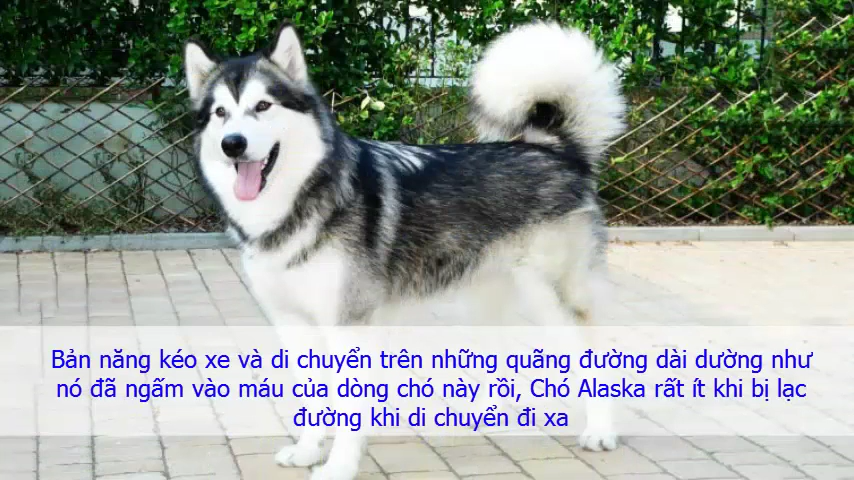 Bản năng kéo xe và di chuyển trên những quãng đường dài dường như
nó đã ngấm vào máu của dòng chó này rồi, Chó Alaska rất ít khi bị lạc
đường khi di chuyển đi xa